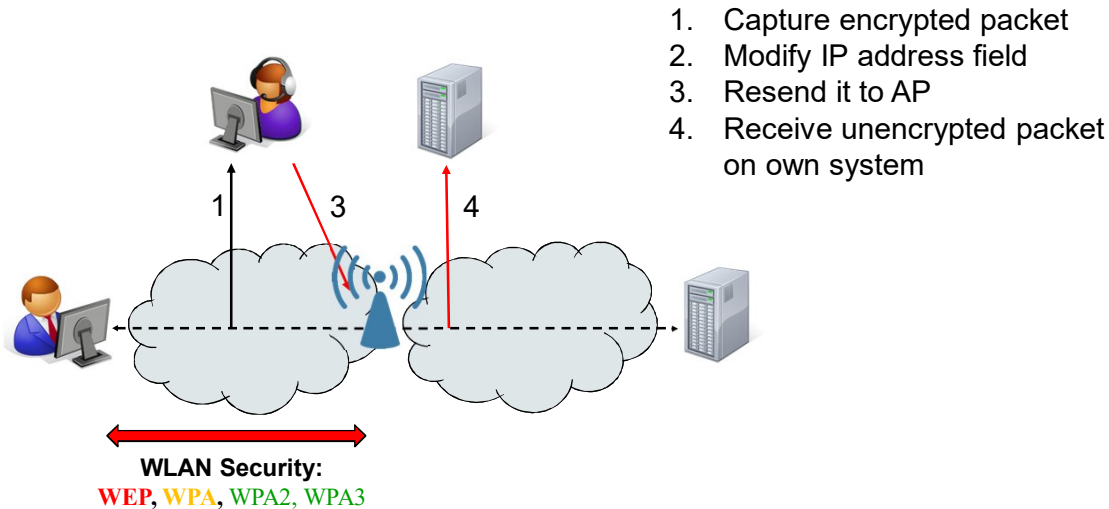 1. Capture encrypted packet
2. Modify IP address field
3. Resend it to AP
4. Receive unencrypted packet
on own system
1
3
4
WLAN Security:
WEP, WPA, WPA2, WPA3